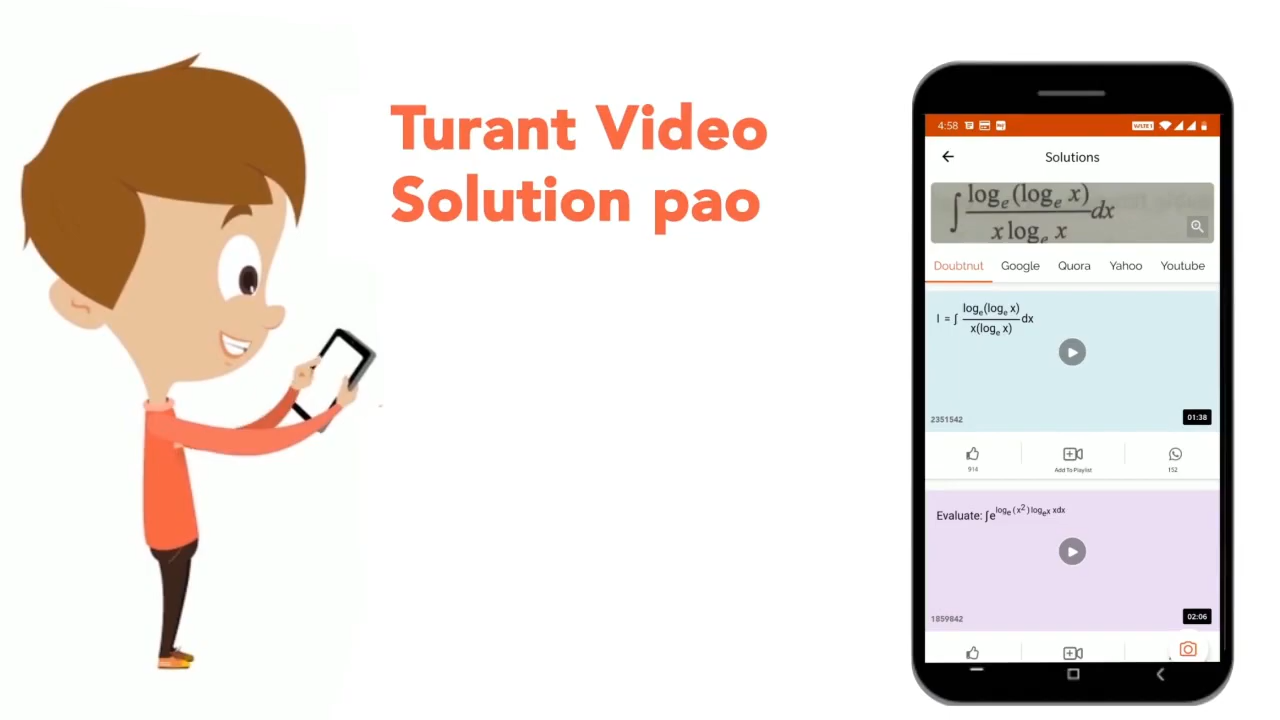 Turant Video
Solution pao
4:58
Solutions
∫ logₑ(logₑ x) / x logₑ x dx
Doubtnut Google Quora Yahoo Youtube
I = ∫ logₑ(logₑ x) / x(logₑ x) dx
2351542 01:38
914 Add To Playlist 152
Evaluate: ∫e^logₑ(x²)logₑx xdx
1859842 02:06